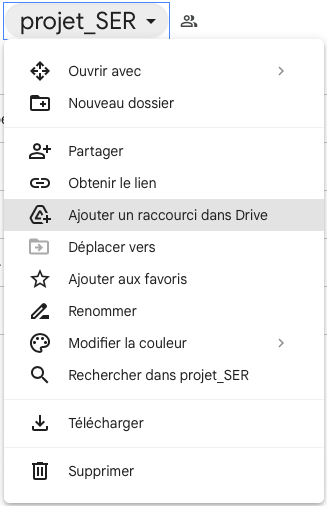 projet_SER
Ouvrir avec
Nouveau dossier
Partager
Obtenir le lien
Ajouter un raccourci dans Drive
Déplacer vers
Ajouter aux favoris
Renommer
Modifier la couleur
Rechercher dans projet_SER
Télécharger
Supprimer